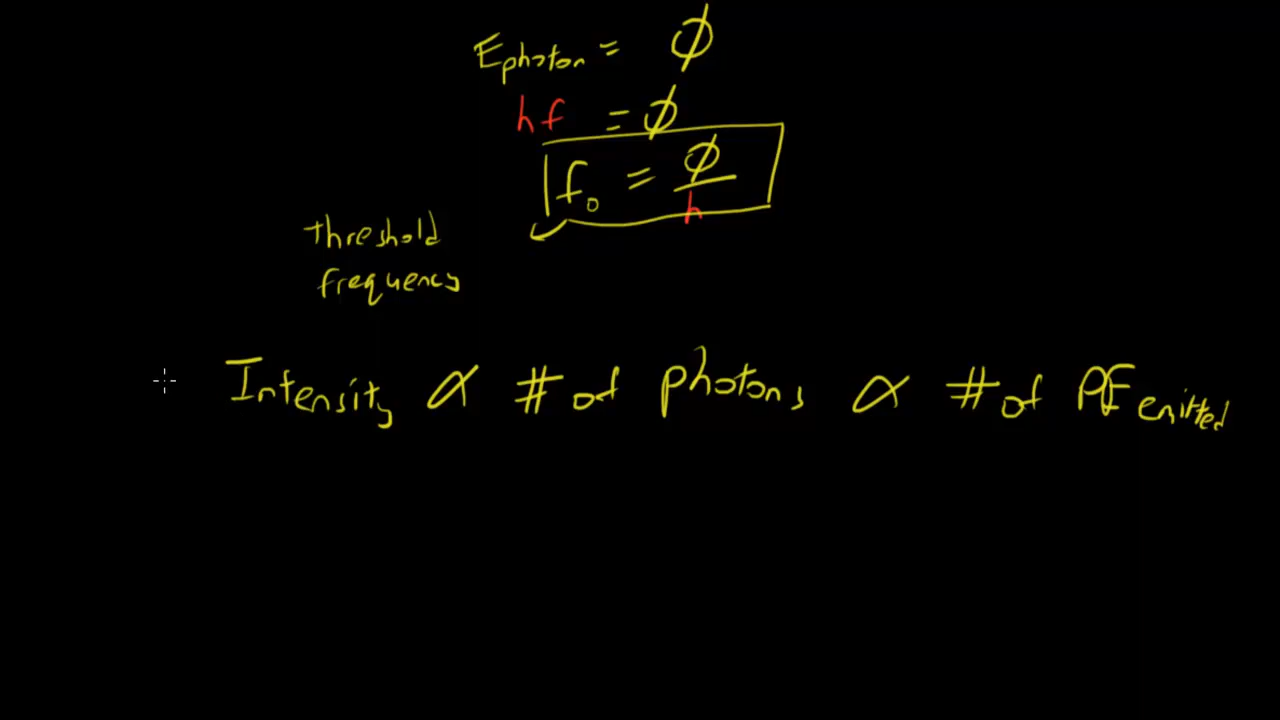 Ephoton = ϕ
hf = ϕ
f₀ = ϕ/h
threshold
frequency
Intensity ∝ # of photons ∝ # of PE emitted